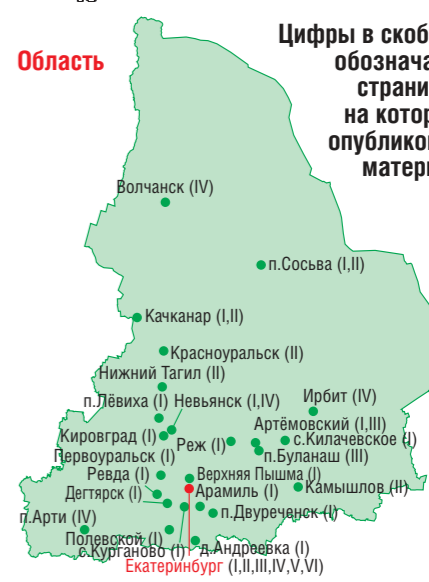 Область
Цифры в скоб
обознача
страни
на котор
опубликов
матери
Волчанск (IV)
п.Сосьва (I,II)
Качканар (I,II)
Красноуральск (II)
Нижний Тагил (II)
п.Лёвиха (I)
Невьянск (I,IV)
Ирбит (IV)
Артёмовский (I,III)
Кировград (I)
Реж (I)
с.Килачевское (I)
Первоуральск (I)
п.Буланаш (III)
Ревда (I)
Верхняя Пышма (I)
Дегтярск (I)
Арамиль (I)
Камышлов (II)
п.Арти (IV)
п.Двуреченск (I)
Полевской (I)
с.Курганово (I)
д.Андреевка (I)
Екатеринбург (I,II,III,IV,V,VI)